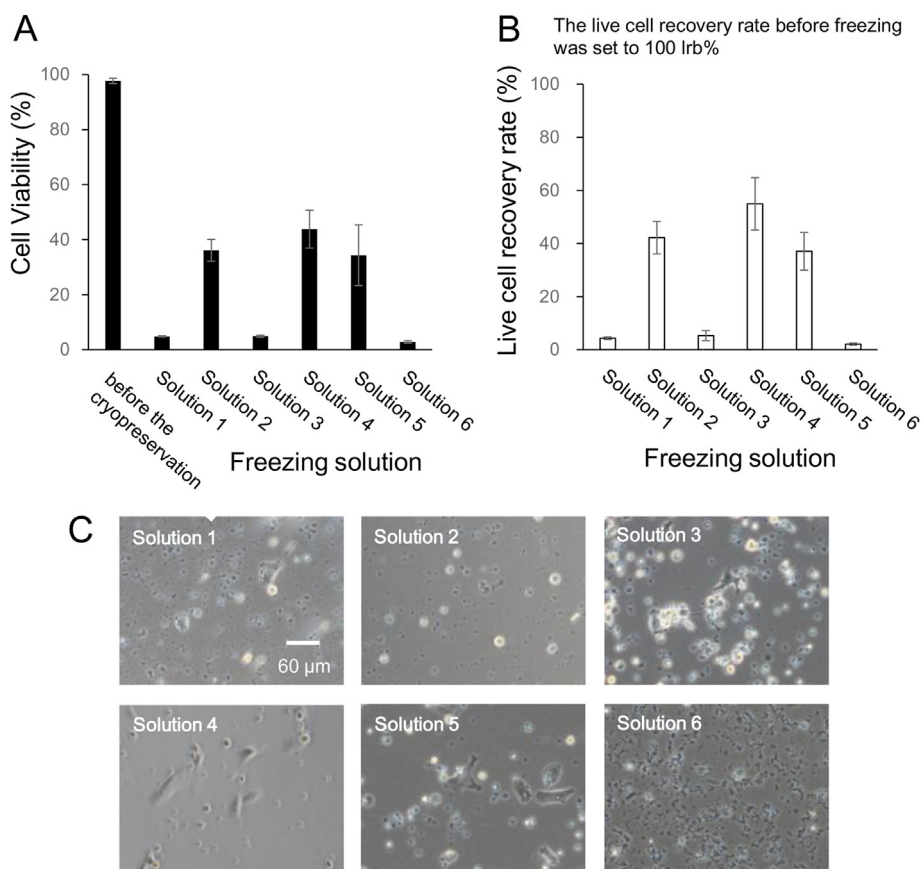 A
Cell Viability (%)
100
80
60
40
20
0
before the
cryopreservation
Solution 1
Solution 2
Solution 3
Solution 4
Solution 5
Solution 6
Freezing solution
B
The live cell recovery rate before freezing
was set to 100 lrb%
Live cell recovery rate (%)
100
80
60
40
20
0
Solution 1
Solution 2
Solution 3
Solution 4
Solution 5
Solution 6
Freezing solution
C
Solution 1
60 μm
Solution 2
Solution 3
Solution 4
Solution 5
Solution 6